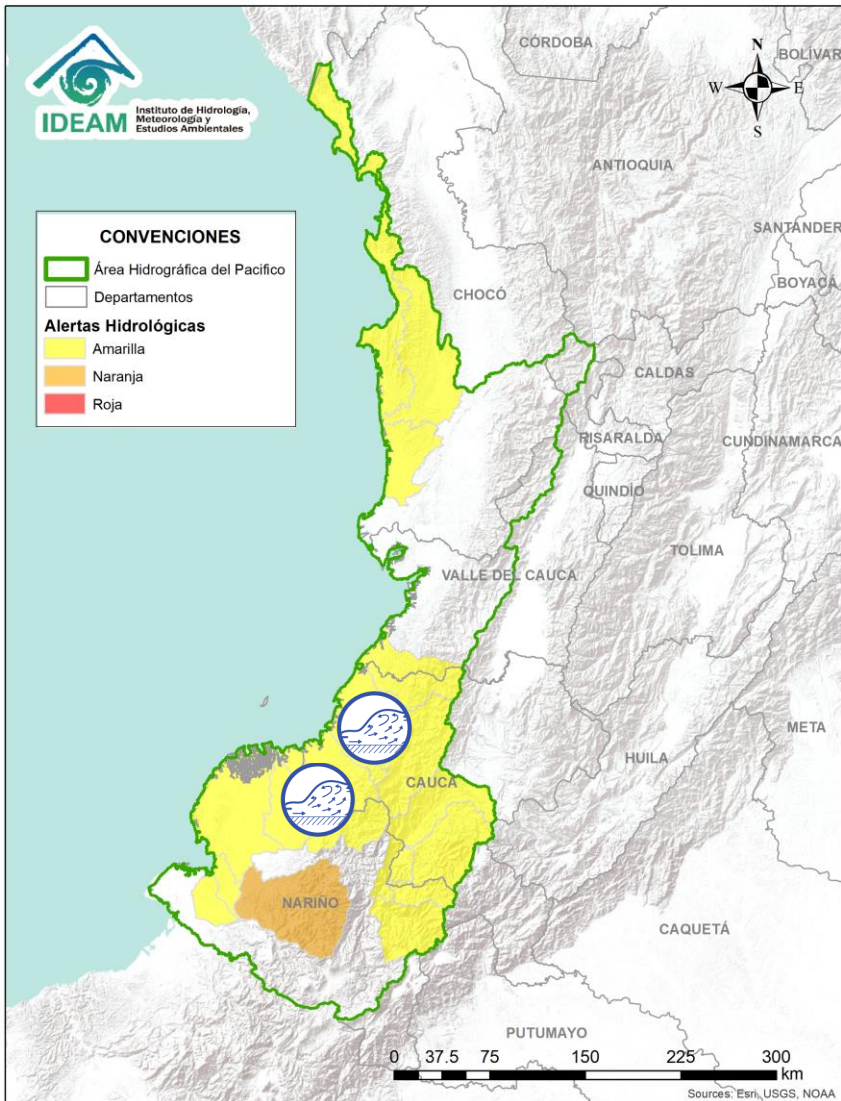 IDEAM
Instituto de Hidrología,
Meteorología y
Estudios Ambientales
CÓRDOBA
BOLÍVAR
N
W
E
S
ANTIOQUIA
SANTANDER
BOYACÁ
CONVENCIONES
Área Hidrográfica del Pacifico
Departamentos
Alertas Hidrológicas
Amarilla
Naranja
Roja
CHOCÓ
CALDAS
RISARALDA
CUNDINAMARCA
QUINDÍO
TOLIMA
VALLE DEL CAUCA
META
HUILA
CAUCA
NARIÑO
CAQUETÁ
PUTUMAYO
0 37.5 75 150 225 300
km
Sources: Esri, USGS, NOAA